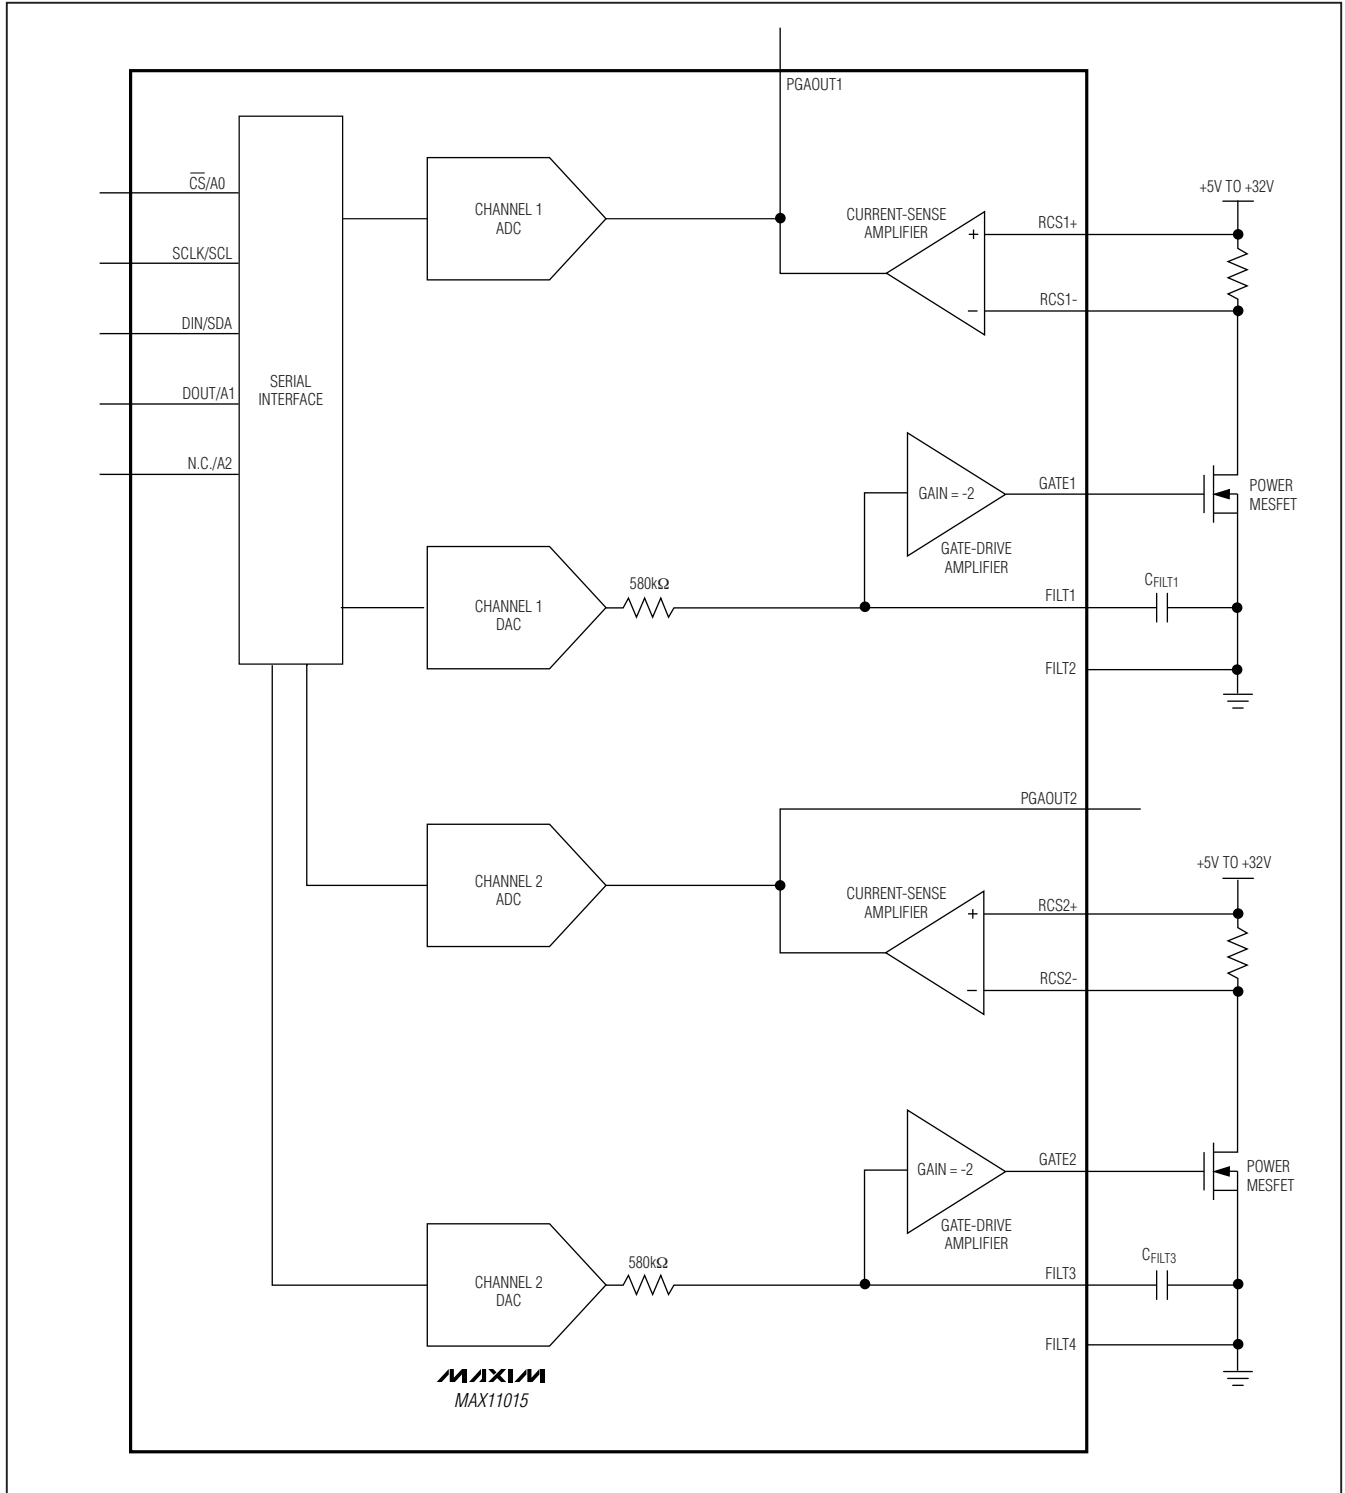 PGAOUT1
CS/A0
SCLK/SCL
DIN/SDA
DOUT/A1
N.C./A2
SERIAL
INTERFACE
CHANNEL 1
ADC
CURRENT-SENSE
AMPLIFIER
+
−
RCS1+
RCS1-
+5V TO +32V
GAIN = -2
GATE-DRIVE
AMPLIFIER
GATE1
POWER
MESFET
CHANNEL 1
DAC
580kΩ
FILT1
CFILT1
FILT2
PGAOUT2
CHANNEL 2
ADC
CURRENT-SENSE
AMPLIFIER
+
−
RCS2+
RCS2-
+5V TO +32V
GAIN = -2
GATE-DRIVE
AMPLIFIER
GATE2
POWER
MESFET
CHANNEL 2
DAC
580kΩ
FILT3
CFILT3
FILT4
MAXIM
MAX11015